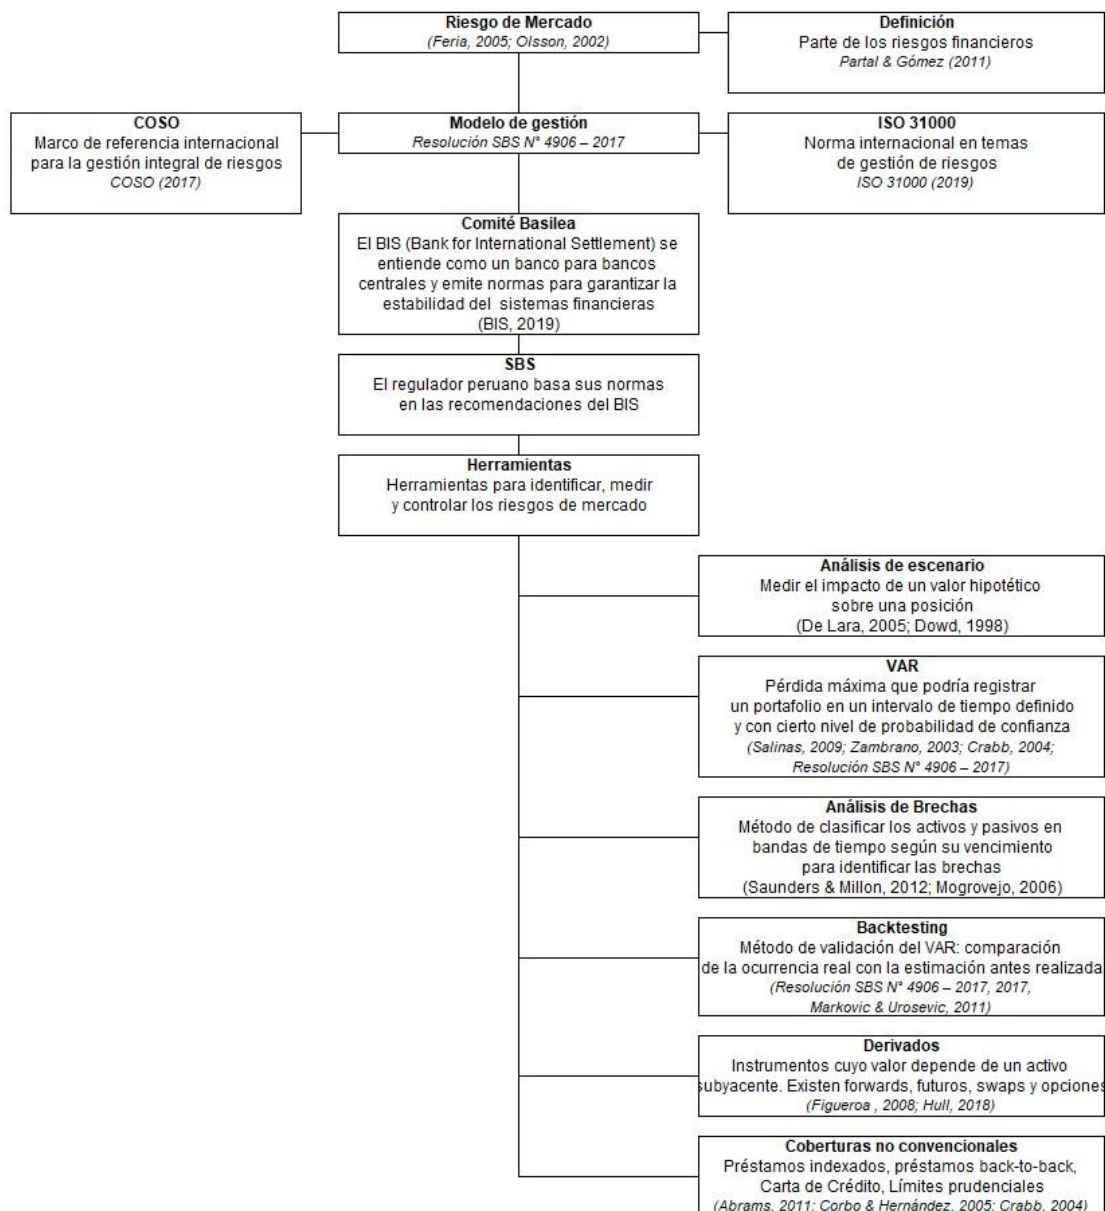 Riesgo de Mercado
(Feria, 2005; Olsson, 2002)
Definición
Parte de los riesgos financieros
Partal & Gómez (2011)
COSO
Marco de referencia internacional
para la gestión integral de riesgos
COSO (2017)
Modelo de gestión
Resolución SBS N° 4906 – 2017
ISO 31000
Norma internacional en temas
de gestión de riesgos
ISO 31000 (2019)
Comité Basilea
El BIS (Bank for International Settlement) se
entiende como un banco para bancos
centrales y emite normas para garantizar la
estabilidad del sistemas financieras
(BIS, 2019)
SBS
El regulador peruano basa sus normas
en las recomendaciones del BIS
Herramientas
Herramientas para identificar, medir
y controlar los riesgos de mercado
Análisis de escenario
Medir el impacto de un valor hipotético
sobre una posición
(De Lara, 2005; Dowd, 1998)
VAR
Pérdida máxima que podría registrar
un portafolio en un intervalo de tiempo definido
y con cierto nivel de probabilidad de confianza
(Salinas, 2009; Zambrano, 2003; Crabb, 2004;
Resolución SBS N° 4906 – 2017)
Análisis de Brechas
Método de clasificar los activos y pasivos en
bandas de tiempo según su vencimiento
para identificar las brechas
(Saunders & Millon, 2012; Mogrovejo, 2006)
Backtesting
Método de validación del VAR: comparación
de la ocurrencia real con la estimación antes realizada
(Resolución SBS N° 4906 – 2017, 2017,
Markovic & Urosevic, 2011)
Derivados
Instrumentos cuyo valor depende de un activo
subyacente. Existen forwards, futuros, swaps y opciones
(Figueroa , 2008; Hull, 2018)
Coberturas no convencionales
Préstamos indexados, préstamos back-to-back,
Carta de Crédito, Límites prudenciales
(Abrams, 2011; Corbo & Hernández, 2005; Crabb, 2004)